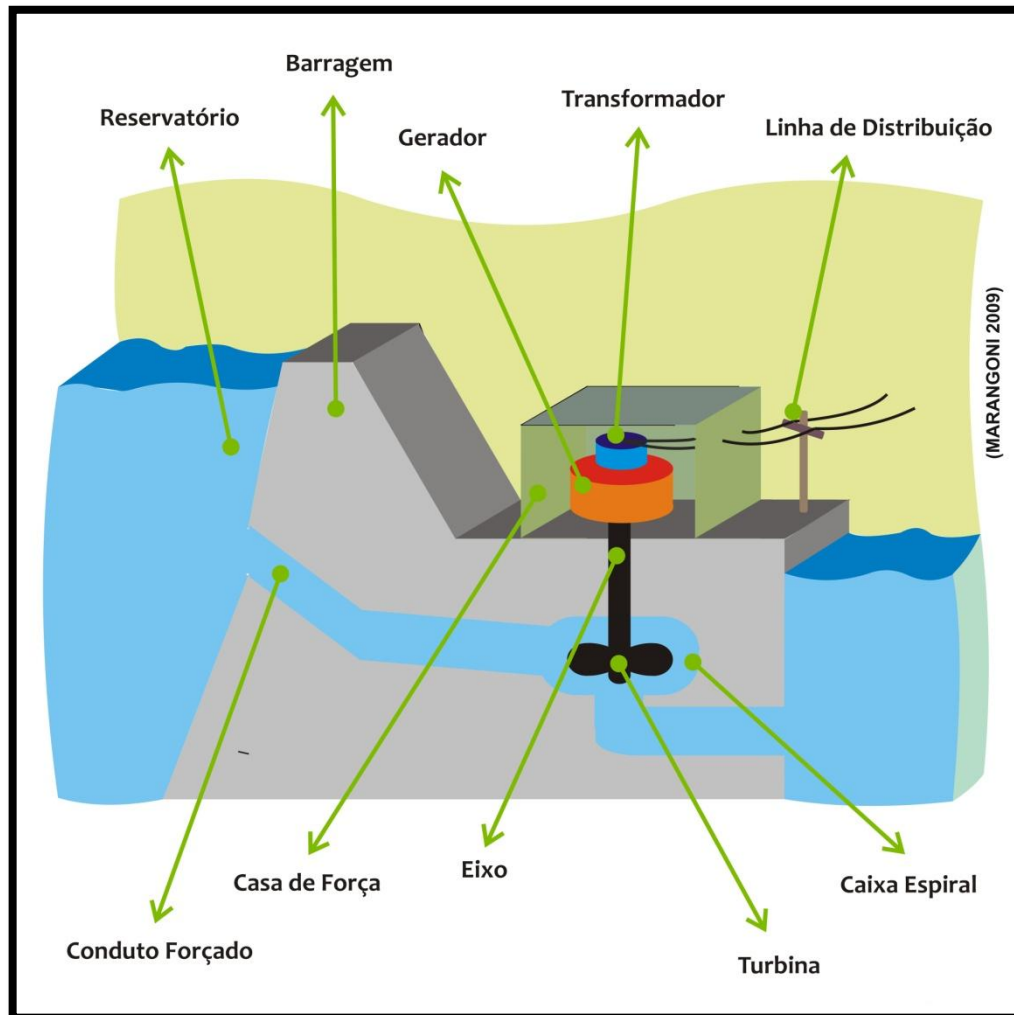 Barragem
Transformador
Reservatório
Gerador
Linha de Distribuição
(MARANGONI 2009)
Casa de Força
Eixo
Caixa Espiral
Conduto Forçado
Turbina